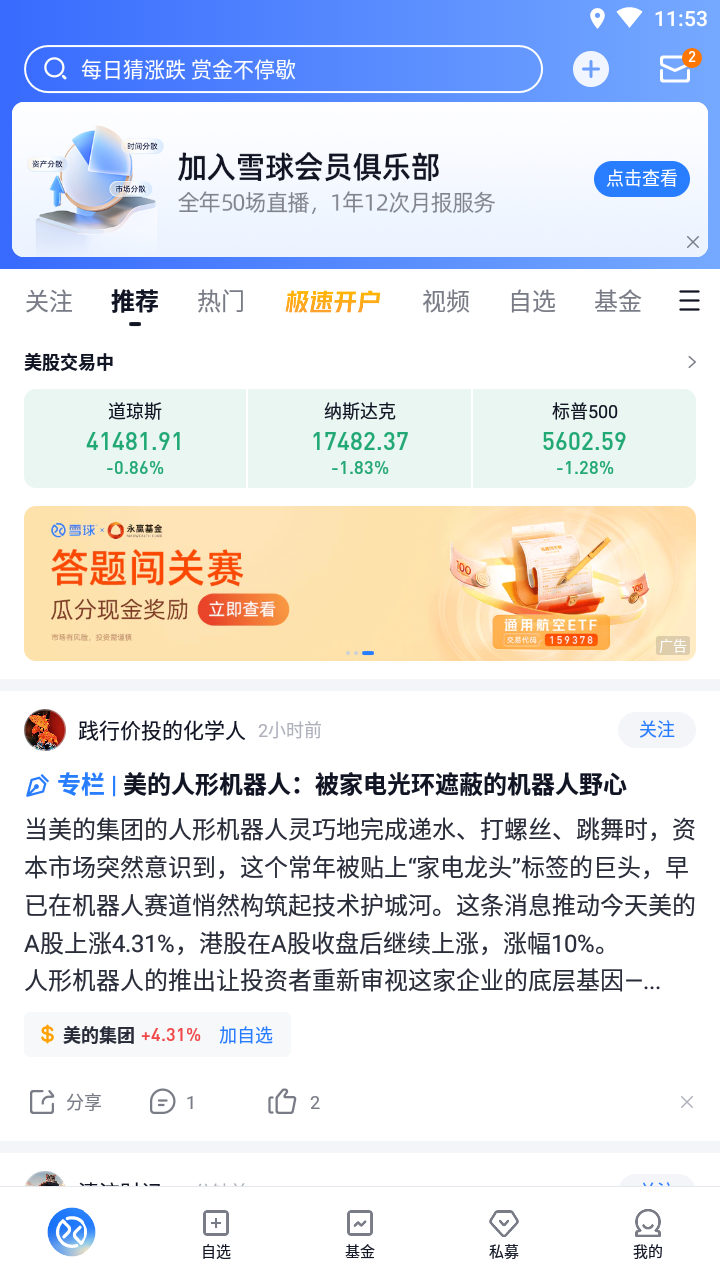 11:53
每日猜涨跌 赏金不停歇
2
资产分散
时间分散
市场分散
加入雪球会员俱乐部
全年50场直播，1年12次月报服务
点击查看
关注 推荐 热门 极速开户 视频 自选 基金
美股交易中
道琼斯 纳斯达克 标普500
41481.91 17482.37 5602.59
-0.86% -1.83% -1.28%
雪球 × 永赢基金
答题闯关赛
瓜分现金奖励 立即查看
市场有风险，投资需谨慎
100
100
通用航空ETF
交易代码：159378
广告
践行价投的化学人 2小时前 关注
专栏 | 美的人形机器人：被家电光环遮蔽的机器人野心
当美的集团的人形机器人灵巧地完成递水、打螺丝、跳舞时，资
本市场突然意识到，这个常年被贴上“家电龙头”标签的巨头，早
已在机器人赛道悄然构筑起技术护城河。这条消息推动今天美的
A股上涨4.31%，港股在A股收盘后继续上涨，涨幅10%。
人形机器人的推出让投资者重新审视这家企业的底层基因—...
$ 美的集团 +4.31% 加自选
分享 1 2
自选 基金 私募 我的